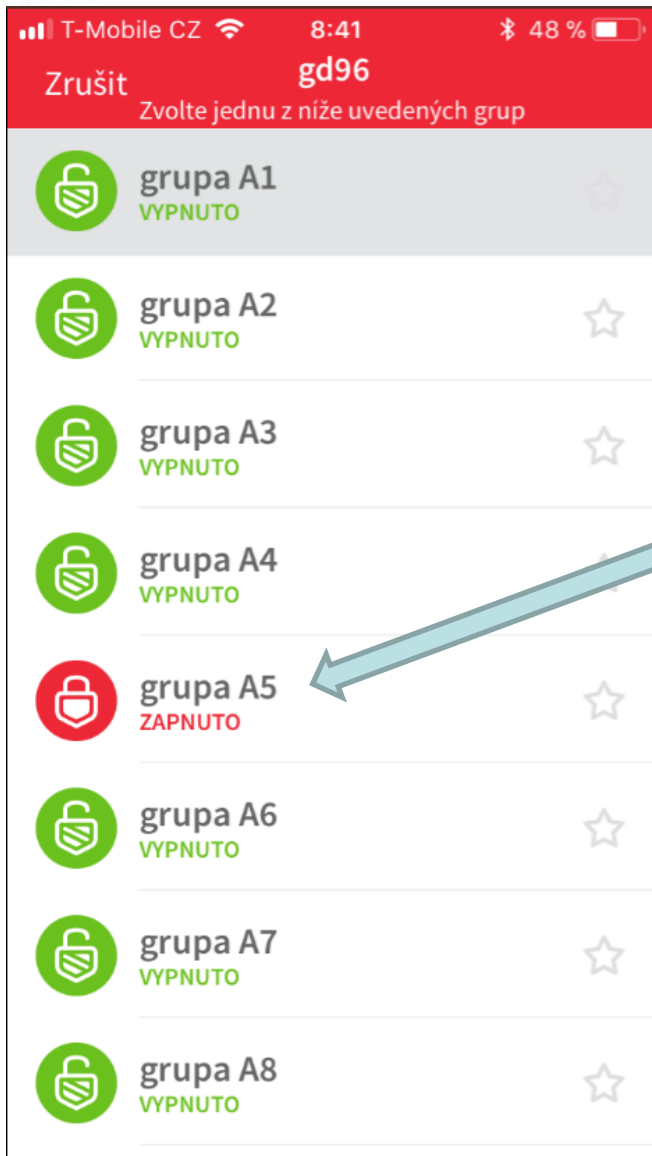 T-Mobile CZ 8:41 48 %
gd96
Zrušit
Zvolte jednu z níže uvedených grup
grupa A1
VYPNUTO
grupa A2
VYPNUTO
grupa A3
VYPNUTO
grupa A4
VYPNUTO
grupa A5
ZAPNUTO
grupa A6
VYPNUTO
grupa A7
VYPNUTO
grupa A8
VYPNUTO